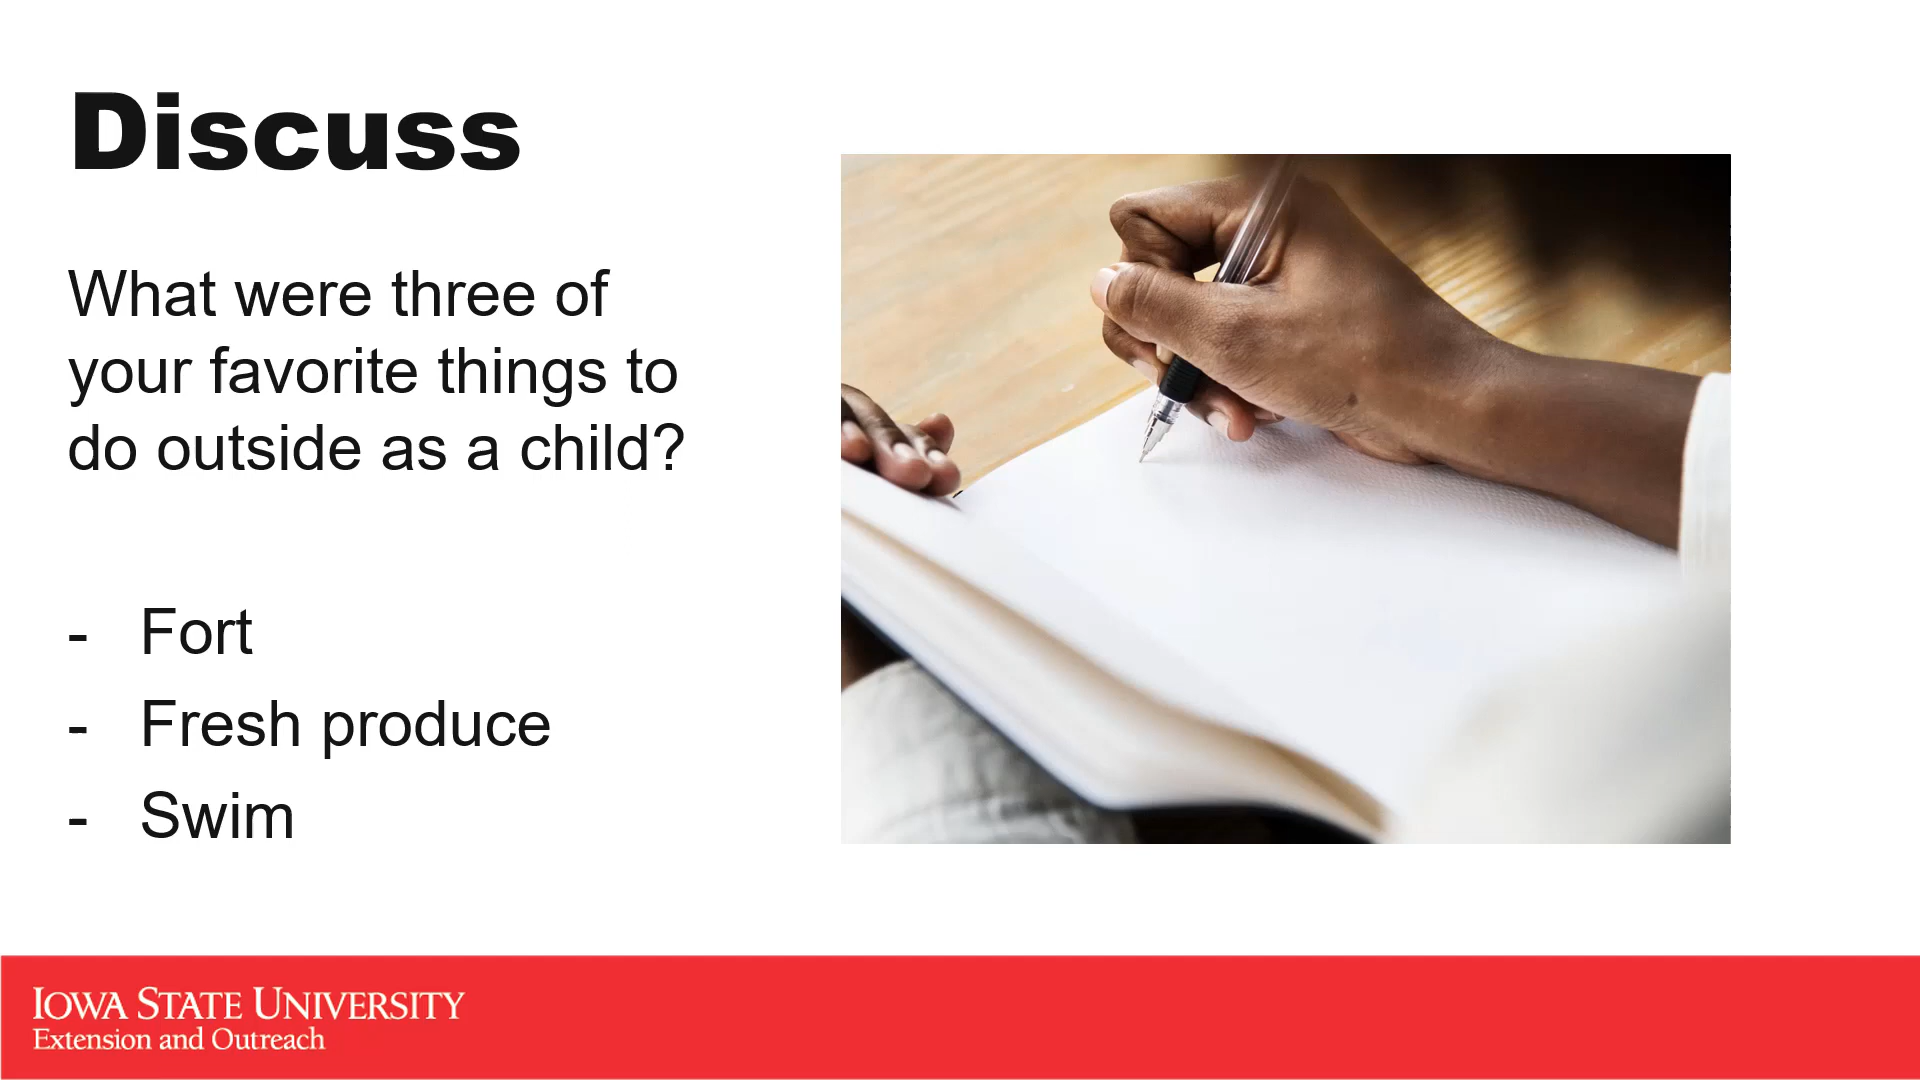 Discuss
What were three of
your favorite things to
do outside as a child?
- Fort
- Fresh produce
- Swim
IOWA STATE UNIVERSITY
Extension and Outreach